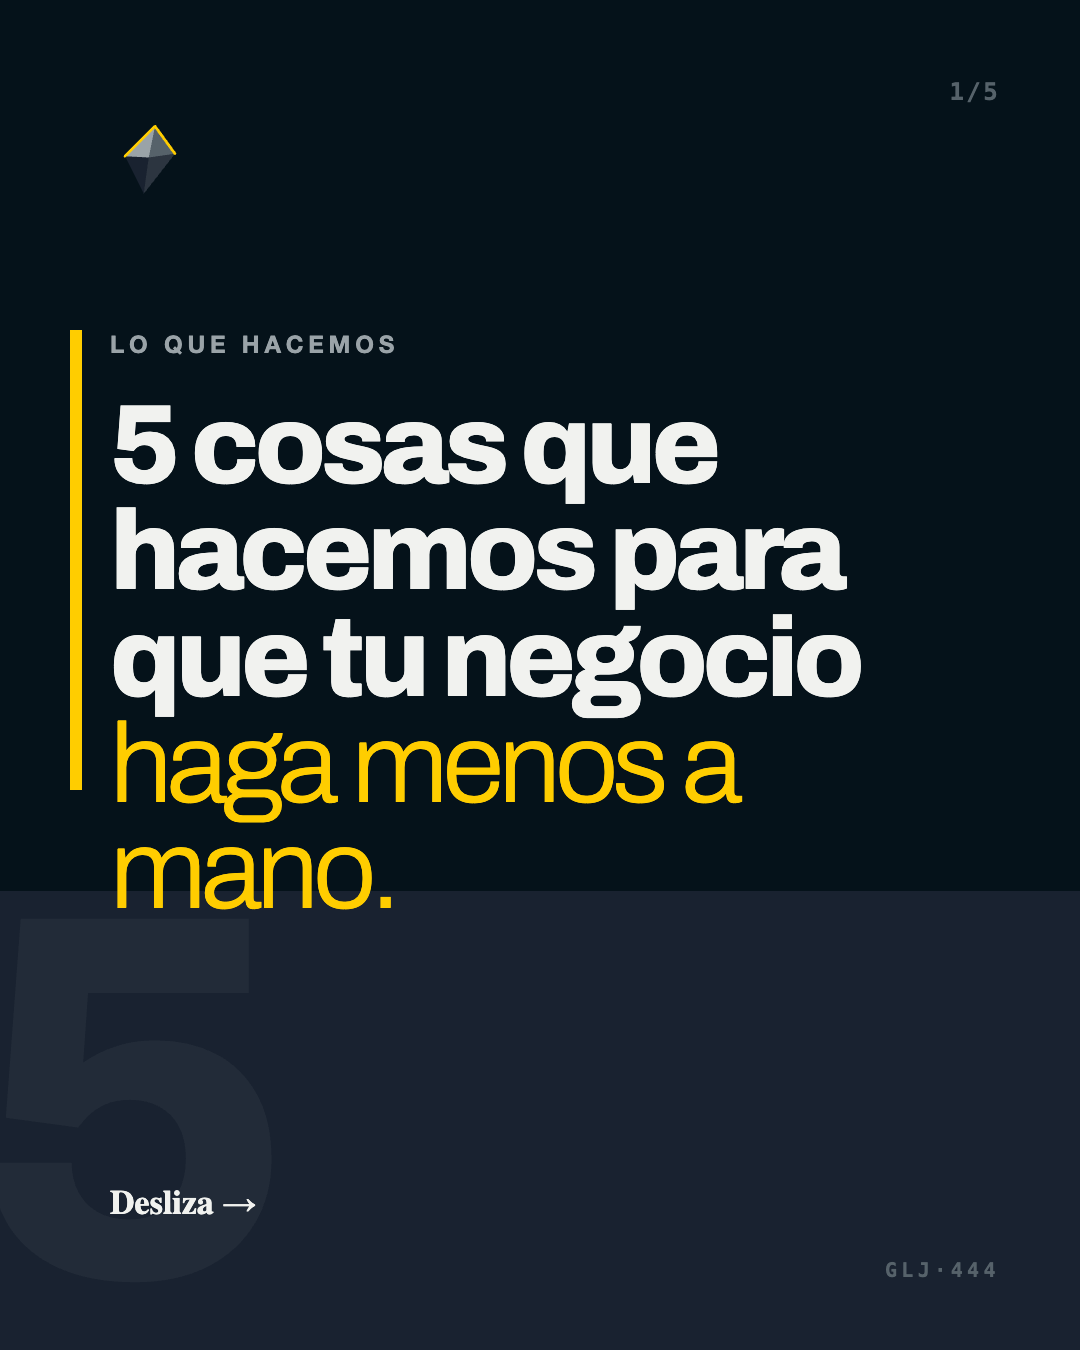 1/5
LO QUE HACEMOS
5 cosas que
hacemos para
que tu negocio
haga menos a
mano.
5
Desliza →
GLJ·444